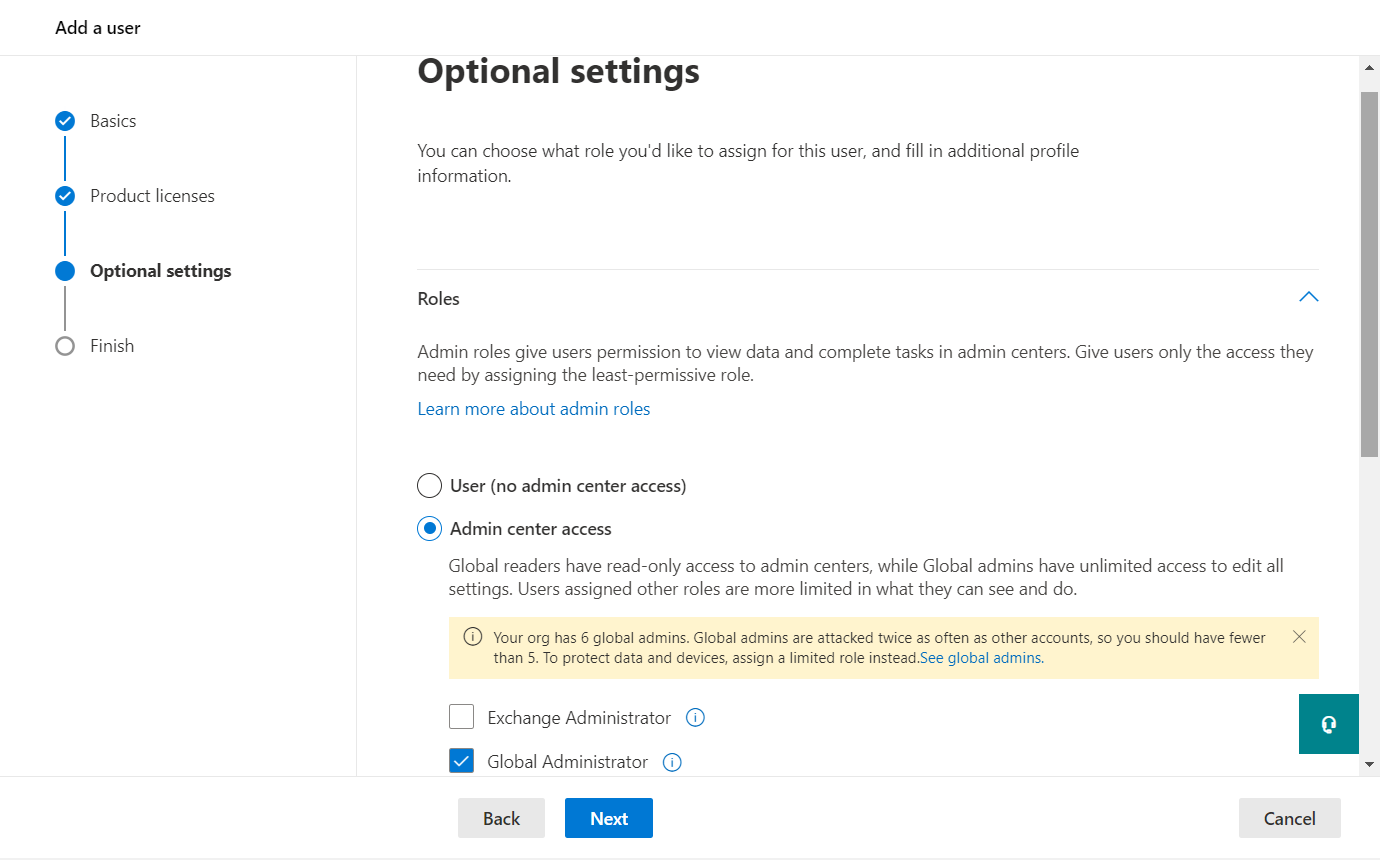 Add a user
Basics
Product licenses
Optional settings
Finish
Optional settings
You can choose what role you'd like to assign for this user, and fill in additional profile
information.
Roles
Admin roles give users permission to view data and complete tasks in admin centers. Give users only the access they
need by assigning the least-permissive role.
Learn more about admin roles
User (no admin center access)
Admin center access
Global readers have read-only access to admin centers, while Global admins have unlimited access to edit all
settings. Users assigned other roles are more limited in what they can see and do.
Your org has 6 global admins. Global admins are attacked twice as often as other accounts, so you should have fewer
than 5. To protect data and devices, assign a limited role instead.See global admins.
Exchange Administrator
Global Administrator
Back
Next
Cancel